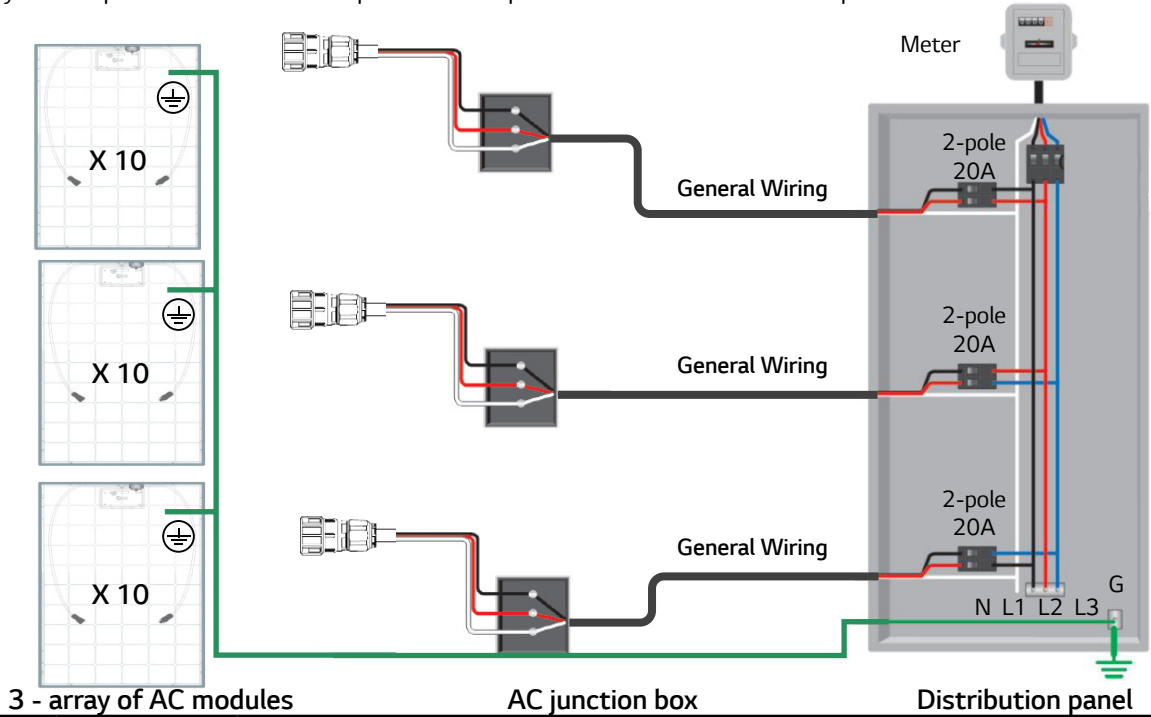 Meter
2-pole
20A
X 10
General Wiring
2-pole
20A
General Wiring
X 10
2-pole
20A
General Wiring
X 10
G
N L1 L2 L3
3 - array of AC modules
AC junction box
Distribution panel